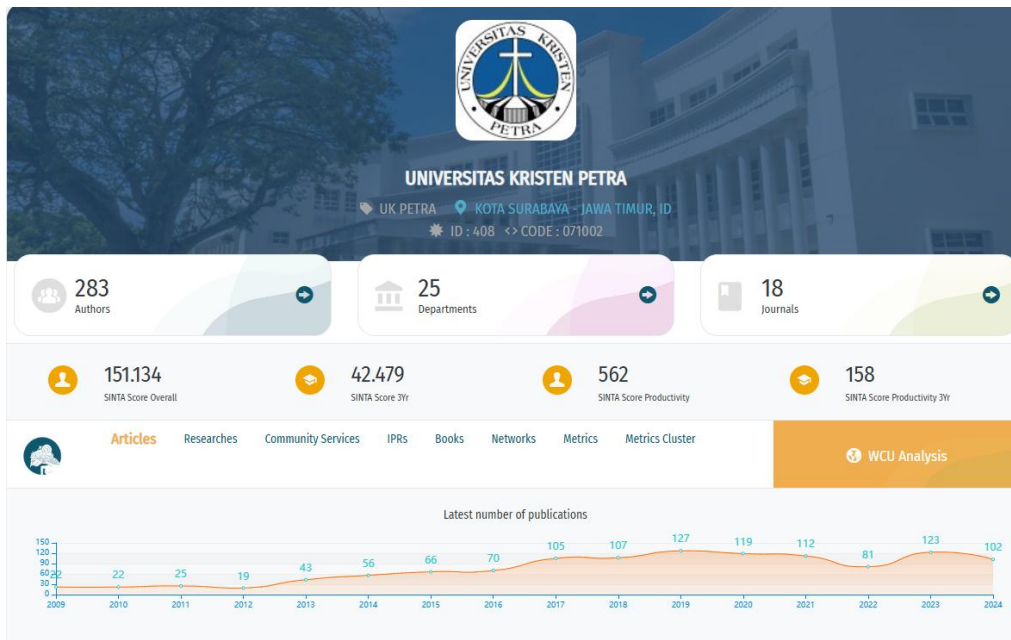 UNIVERSITAS KRISTEN
PETRA
UNIVERSITAS KRISTEN PETRA
UK PETRA KOTA SURABAYA - JAWA TIMUR, ID
ID : 408 <> CODE : 071002
283
Authors
25
Departments
18
Journals
151.134
SINTA Score Overall
42.479
SINTA Score 3Yr
562
SINTA Score Productivity
158
SINTA Score Productivity 3Yr
Articles Researches Community Services IPRs Books Networks Metrics Metrics Cluster
WCU Analysis
Latest number of publications
150
120
90
60
30
0
22 22 25 19 43 56 66 70 105 107 127 119 112 81 123 102
2009 2010 2011 2012 2013 2014 2015 2016 2017 2018 2019 2020 2021 2022 2023 2024